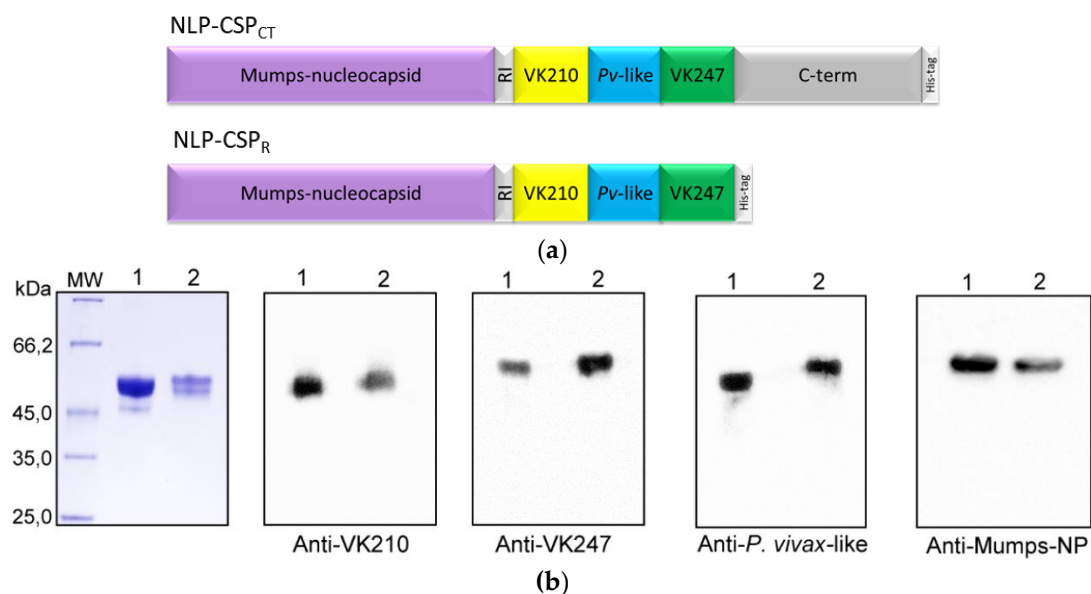 NLP-CSPCT
Mumps-nucleocapsid RI VK210 Pv-like VK247 C-term His-tag
NLP-CSPR
Mumps-nucleocapsid RI VK210 Pv-like VK247 His-tag
(a)
kDa MW 1 2 1 2 1 2 1 2 1 2
66,2
45,0
35,0
25,0
Anti-VK210 Anti-VK247 Anti-P. vivax-like Anti-Mumps-NP
(b)